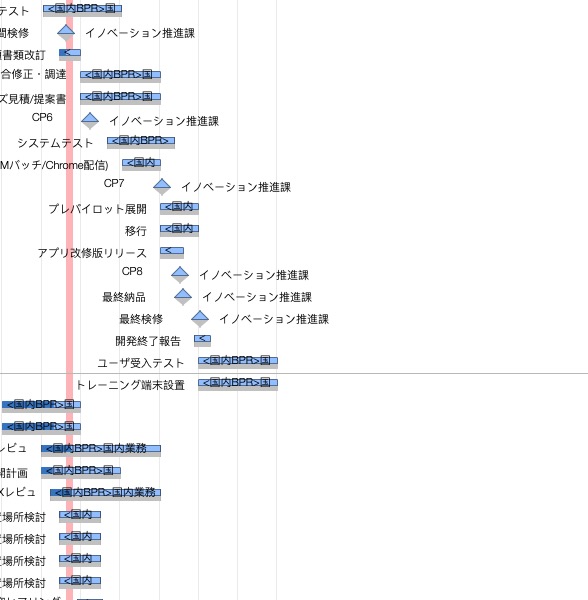 テスト <国内BPR>国
間検修 イノベーション推進課
書類改訂 <
合修正・調達 <国内BPR>国
ズ見積/提案書 <国内BPR>国
CP6 イノベーション推進課
システムテスト <国内BPR>
Mパッチ/Chrome配信) <国内
CP7 イノベーション推進課
プレパイロット展開 <国内
移行 <国内
アプリ改修版リリース <
CP8 イノベーション推進課
最終納品 イノベーション推進課
最終検修 イノベーション推進課
開発終了報告 <
ユーザ受入テスト <国内BPR>国
トレーニング端末設置 <国内BPR>国
<国内BPR>国
<国内BPR>国
レビュ <国内BPR>国内業務
開計画 <国内BPR>国
Xレビュ <国内BPR>国内業務
場所検討 <国内
場所検討 <国内
場所検討 <国内
場所検討 <国内